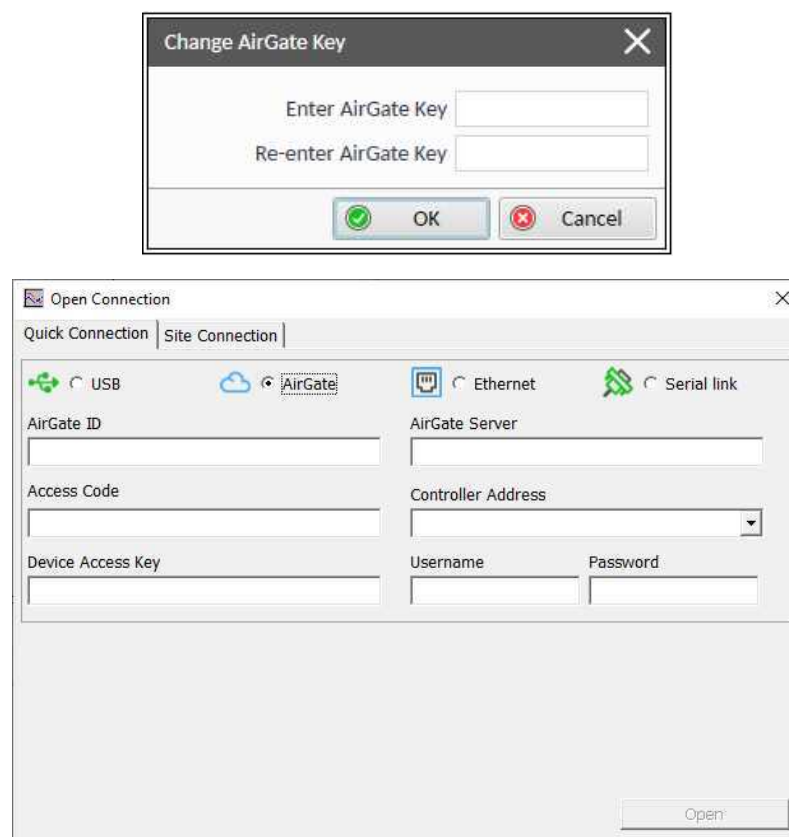 Change AirGate Key
Enter AirGate Key
Re-enter AirGate Key
OK Cancel
Open Connection
Quick Connection Site Connection
USB AirGate Ethernet Serial link
AirGate ID AirGate Server
Access Code Controller Address
Device Access Key Username Password
Open